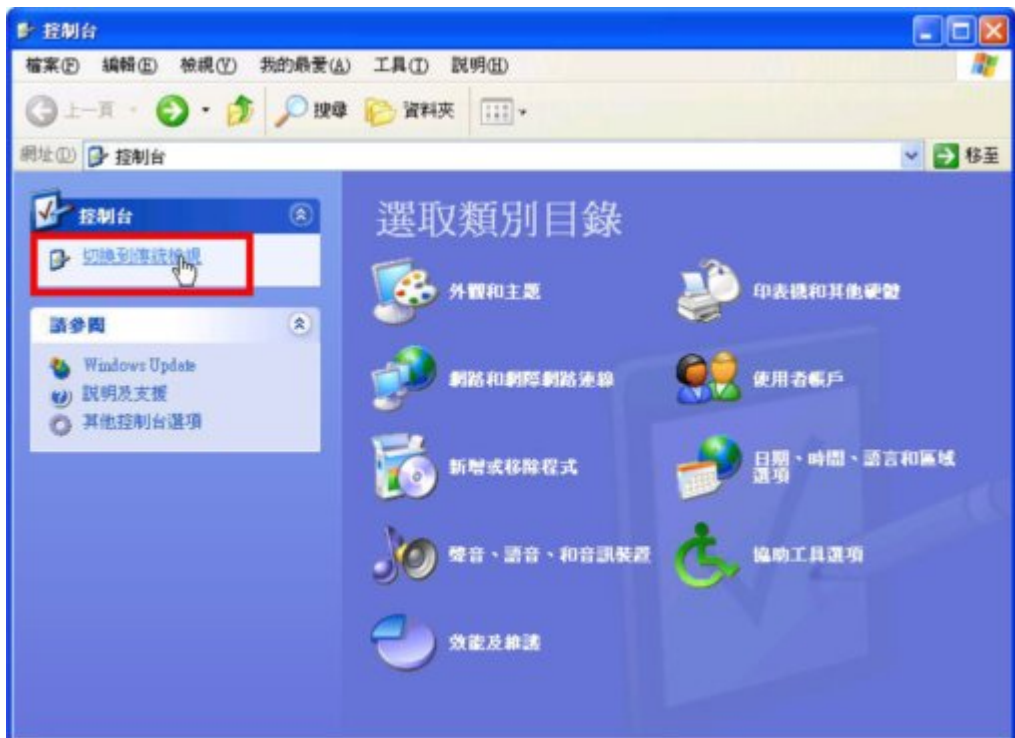 控制台
檔案(F) 編輯(E) 檢視(V) 我的最愛(A) 工具(T) 說明(H)
上一頁 搜尋 資料夾
網址(D) 控制台 移至
控制台
切換到傳統檢視
請參閱
Windows Update
說明及支援
其他控制台選項
選取類別目錄
外觀和主題
印表機和其他硬體
網路和網際網路連線
使用者帳戶
新增或移除程式
日期、時間、語言和區域
選項
聲音、語音、和音訊裝置
協助工具選項
效能及維護